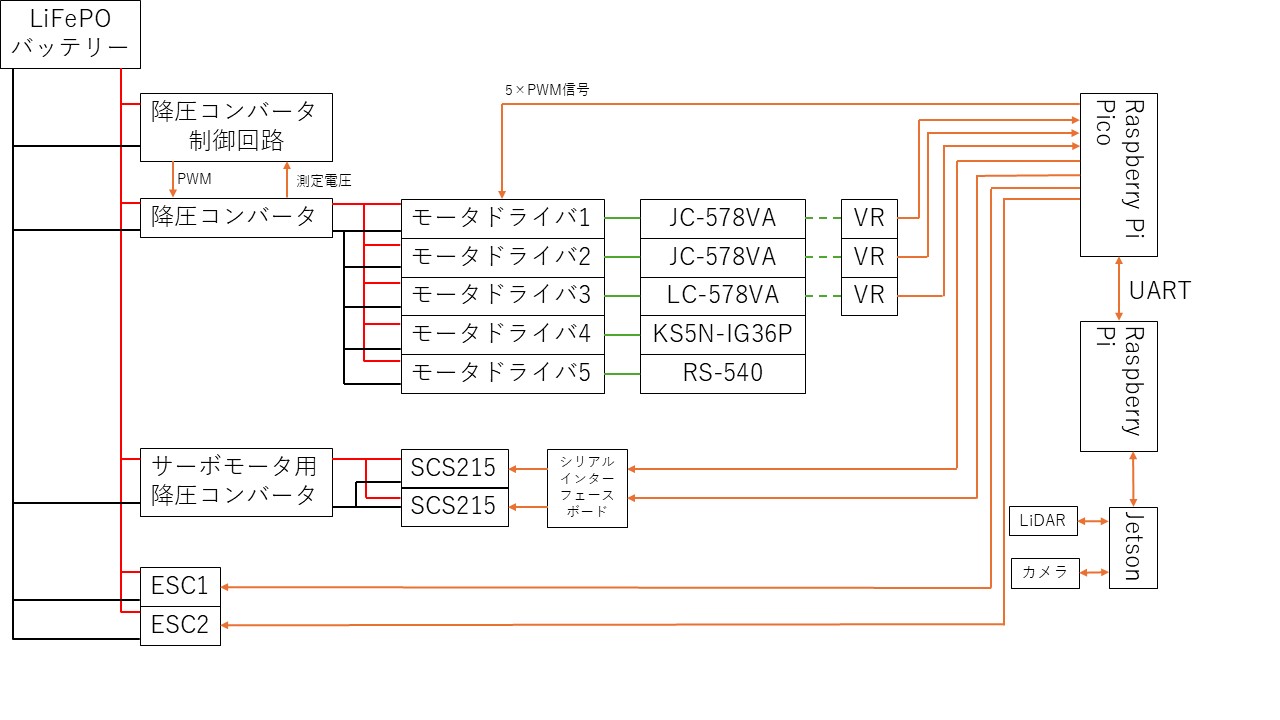 LiFePO
バッテリー
降圧コンバータ
制御回路
PWM
測定電圧
降圧コンバータ
5×PWM信号
モータドライバ1
モータドライバ2
モータドライバ3
モータドライバ4
モータドライバ5
JC-578VA
JC-578VA
LC-578VA
KS5N-IG36P
RS-540
VR
VR
VR
Raspberry Pi
Pico
UART
Raspberry
Pi
サーボモータ用
降圧コンバータ
SCS215
SCS215
シリアル
インター
フェース
ボード
LiDAR
カメラ
Jetson
ESC1
ESC2